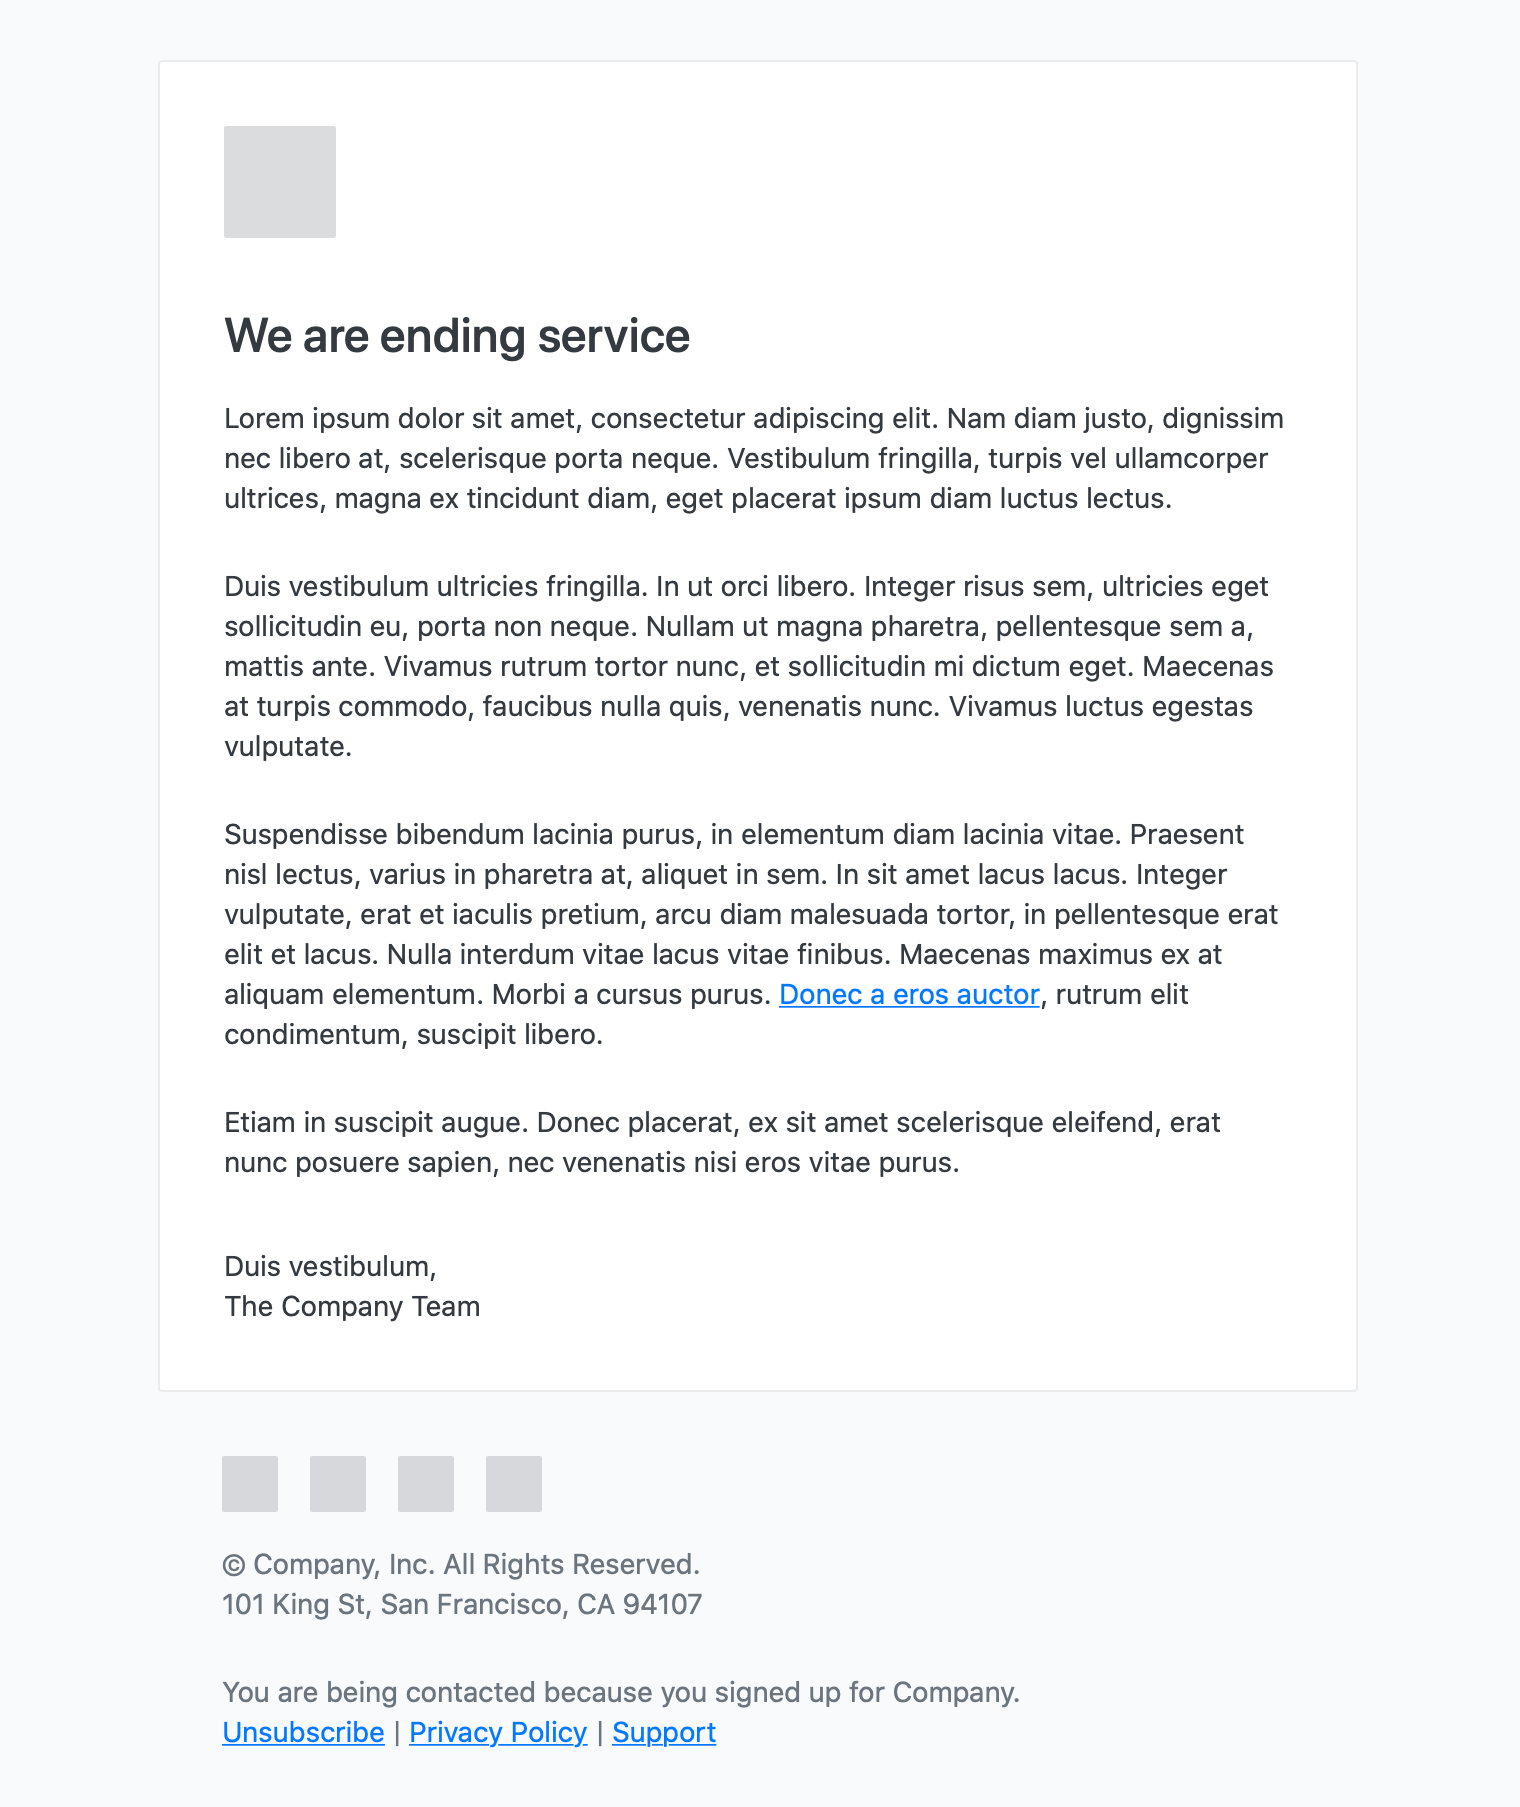 We are ending service
Lorem ipsum dolor sit amet, consectetur adipiscing elit. Nam diam justo, dignissim
nec libero at, scelerisque porta neque. Vestibulum fringilla, turpis vel ullamcorper
ultrices, magna ex tincidunt diam, eget placerat ipsum diam luctus lectus.
Duis vestibulum ultricies fringilla. In ut orci libero. Integer risus sem, ultricies eget
sollicitudin eu, porta non neque. Nullam ut magna pharetra, pellentesque sem a,
mattis ante. Vivamus rutrum tortor nunc, et sollicitudin mi dictum eget. Maecenas
at turpis commodo, faucibus nulla quis, venenatis nunc. Vivamus luctus egestas
vulputate.
Suspendisse bibendum lacinia purus, in elementum diam lacinia vitae. Praesent
nisl lectus, varius in pharetra at, aliquet in sem. In sit amet lacus lacus. Integer
vulputate, erat et iaculis pretium, arcu diam malesuada tortor, in pellentesque erat
elit et lacus. Nulla interdum vitae lacus vitae finibus. Maecenas maximus ex at
aliquam elementum. Morbi a cursus purus. Donec a eros auctor, rutrum elit
condimentum, suscipit libero.
Etiam in suscipit augue. Donec placerat, ex sit amet scelerisque eleifend, erat
nunc posuere sapien, nec venenatis nisi eros vitae purus.
Duis vestibulum,
The Company Team
© Company, Inc. All Rights Reserved.
101 King St, San Francisco, CA 94107
You are being contacted because you signed up for Company.
Unsubscribe | Privacy Policy | Support